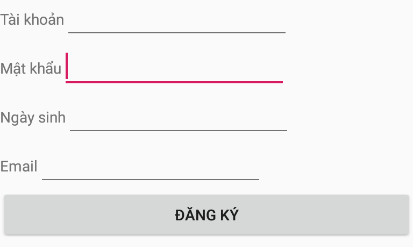 Tài khoản
Mật khẩu
Ngày sinh
Email
ĐĂNG KÝ